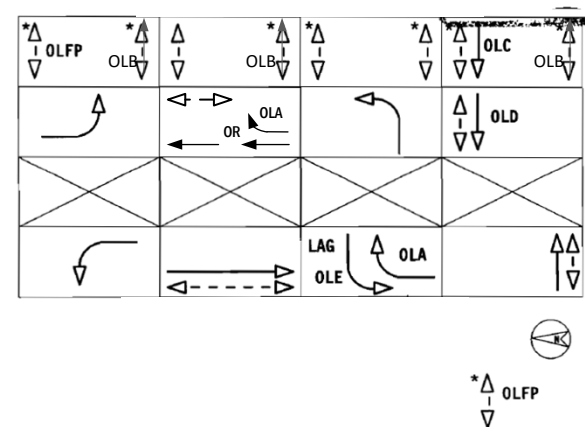 * OLFP * OLB
* * OLB
* *
* OLC * OLB
OLA
OR
OLD
LAG OLA
OLE
N
* OLFP